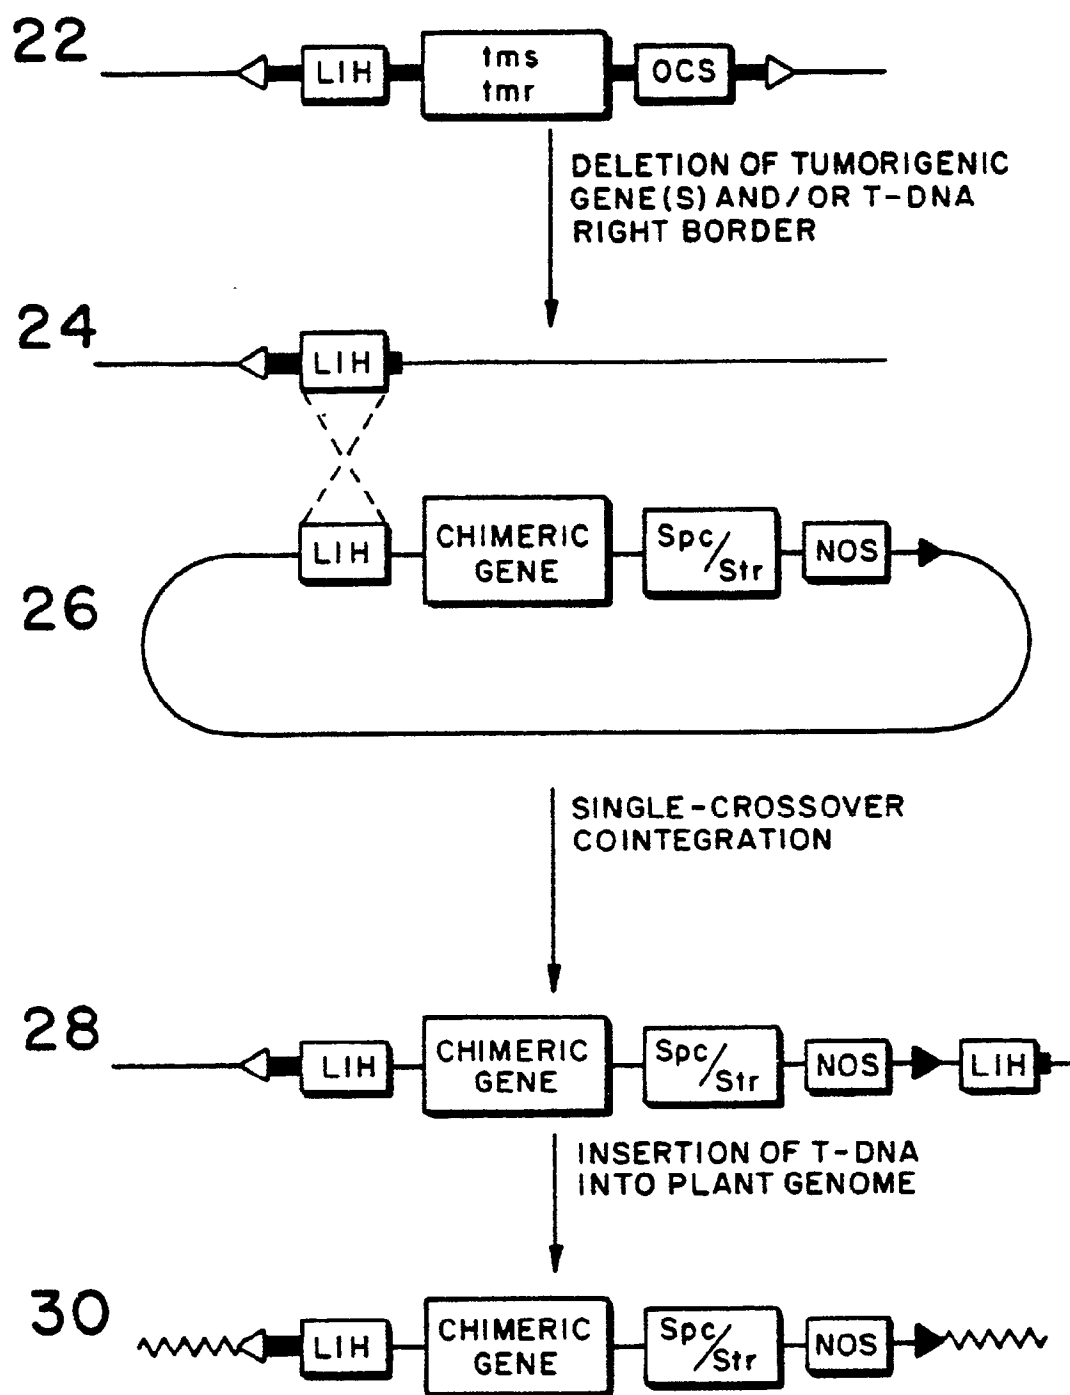 22
LIH
tms
tmr
OCS
DELETION OF TUMORIGENIC
GENE(S) AND/OR T-DNA
RIGHT BORDER
24
LIH
26
LIH
CHIMERIC
GENE
Spc/
Str
NOS
SINGLE-CROSSOVER
COINTEGRATION
28
LIH
CHIMERIC
GENE
Spc/
Str
NOS
LIH
INSERTION OF T-DNA
INTO PLANT GENOME
30
LIH
CHIMERIC
GENE
Spc/
Str
NOS